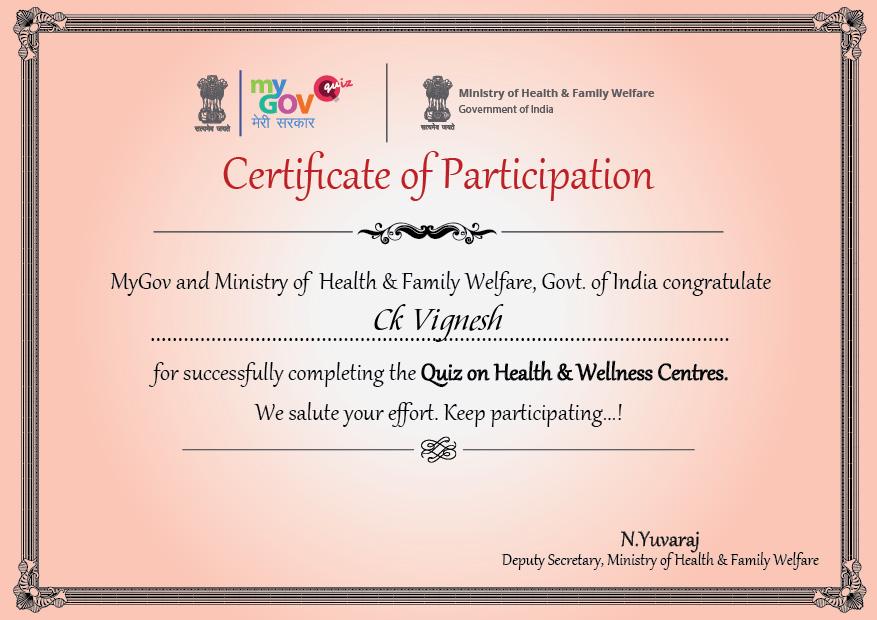 my GOV quiz
मेरी सरकार
सत्यमेव जयते
Ministry of Health & Family Welfare
Government of India
सत्यमेव जयते
Certificate of Participation
MyGov and Ministry of Health & Family Welfare, Govt. of India congratulate
Ck Vignesh
for successfully completing the Quiz on Health & Wellness Centres.
We salute your effort. Keep participating...!
N.Yuvaraj
Deputy Secretary, Ministry of Health & Family Welfare